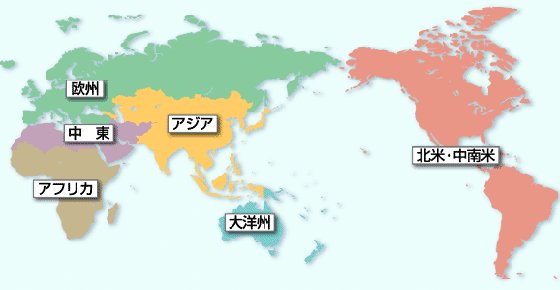 欧州
中 東
アジア
アフリカ
北米・中南米
大洋州